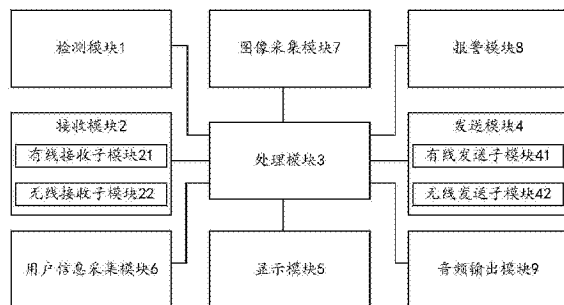 检测模块1
图像采集模块7
报警模块8
接收模块2
有线接收子模块21
无线接收子模块22
处理模块3
发送模块4
有线发送子模块41
无线发送子模块42
用户信息采集模块6
显示模块5
音频输出模块9